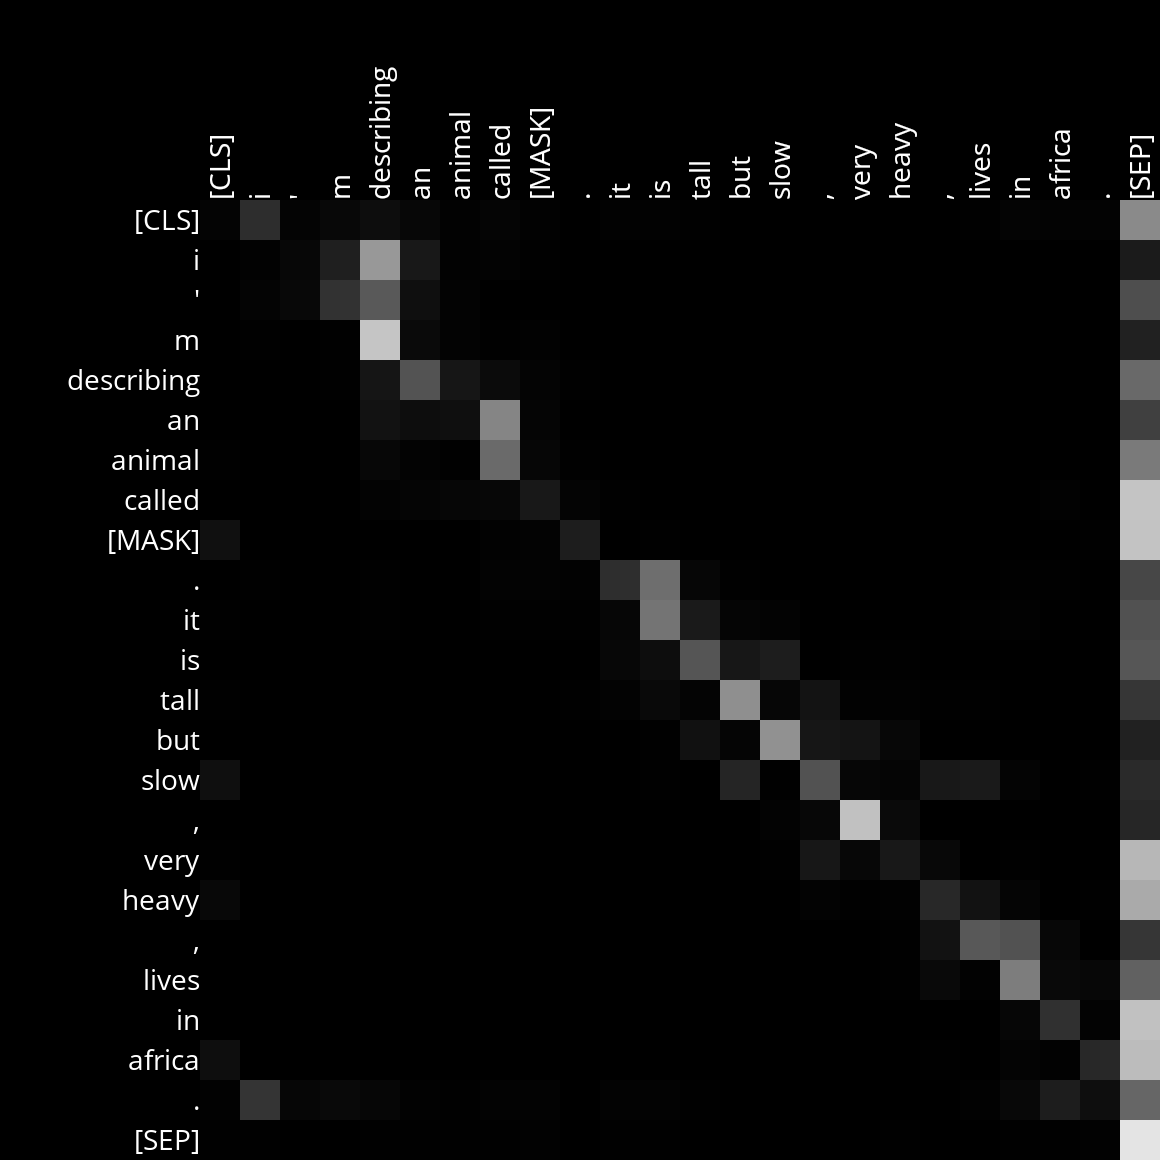 [CLS] i ' m describing an animal called [MASK] . it is tall but slow , very heavy , lives in africa . [SEP]
[CLS]
i
'
m
describing
an
animal
called
[MASK]
.
it
is
tall
but
slow
,
very
heavy
,
lives
in
africa
.
[SEP]